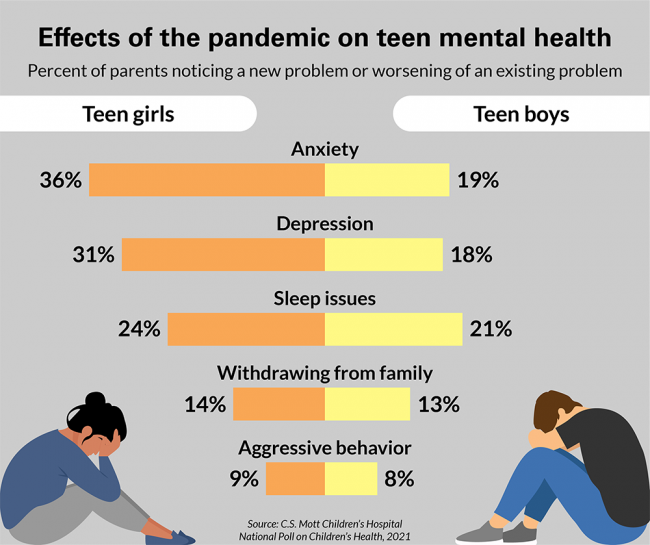 Effects of the pandemic on teen mental health
Percent of parents noticing a new problem or worsening of an existing problem
Teen girls
Teen boys
Anxiety
36%
19%
Depression
31%
18%
Sleep issues
24%
21%
Withdrawing from family
14%
13%
Aggressive behavior
9%
8%
Source: C.S. Mott Children's Hospital
National Poll on Children's Health, 2021